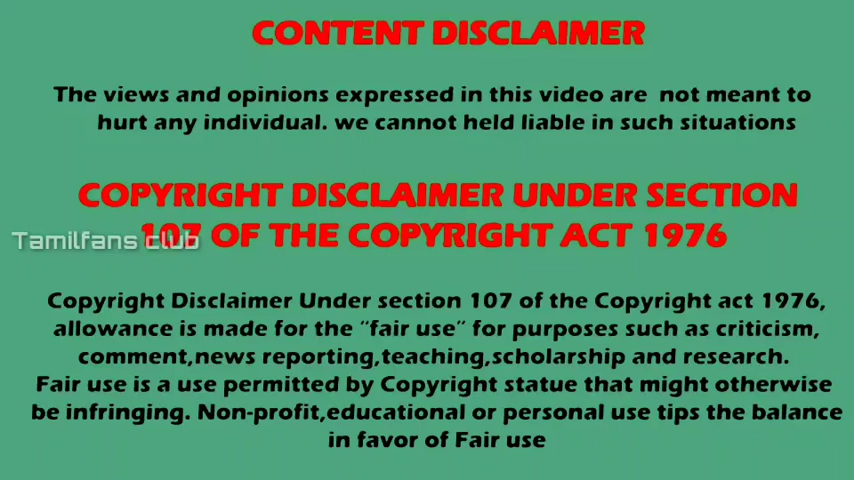 CONTENT DISCLAIMER
The views and opinions expressed in this video are not meant to
hurt any individual. we cannot held liable in such situations
COPYRIGHT DISCLAIMER UNDER SECTION
107 OF THE COPYRIGHT ACT 1976
Tamilfans club
Copyright Disclaimer Under section 107 of the Copyright act 1976,
allowance is made for the “fair use” for purposes such as criticism,
comment,news reporting,teaching,scholarship and research.
Fair use is a use permitted by Copyright statue that might otherwise
be infringing. Non-profit,educational or personal use tips the balance
in favor of Fair use